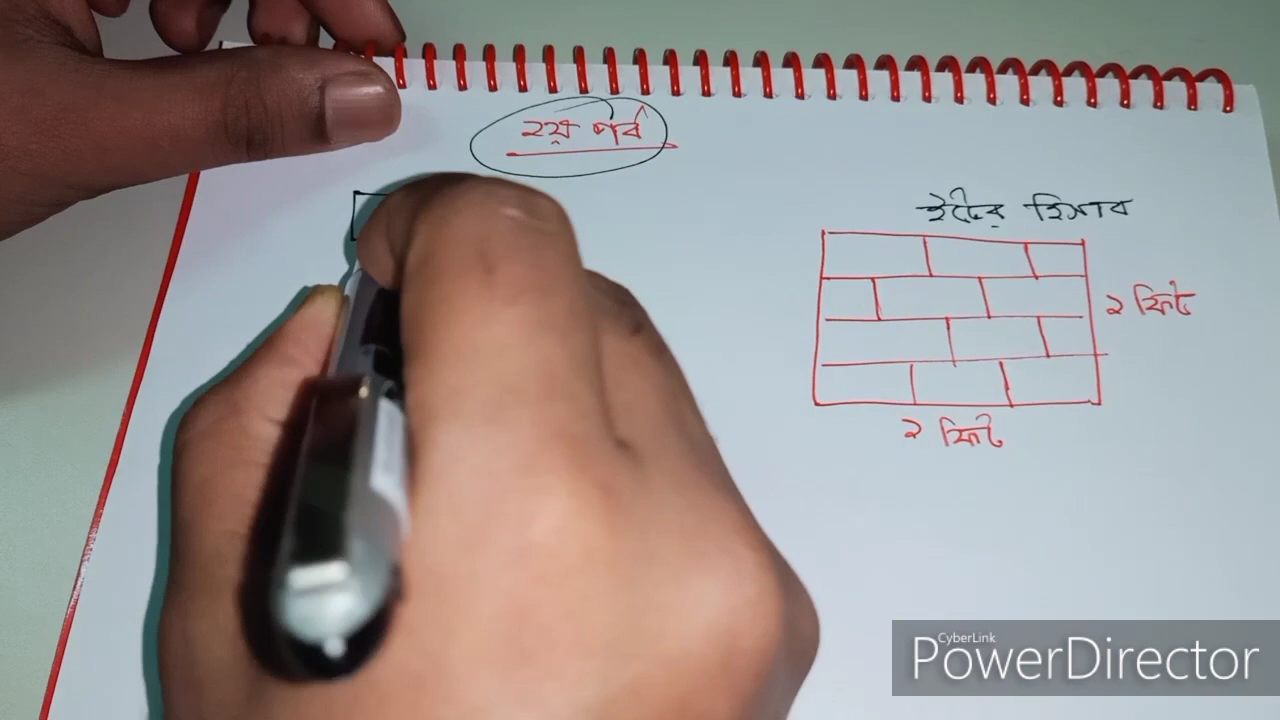 ২য় পর্ব
ইটের হিসাব
২ ফিট
২ ফিট
CyberLink
PowerDirector